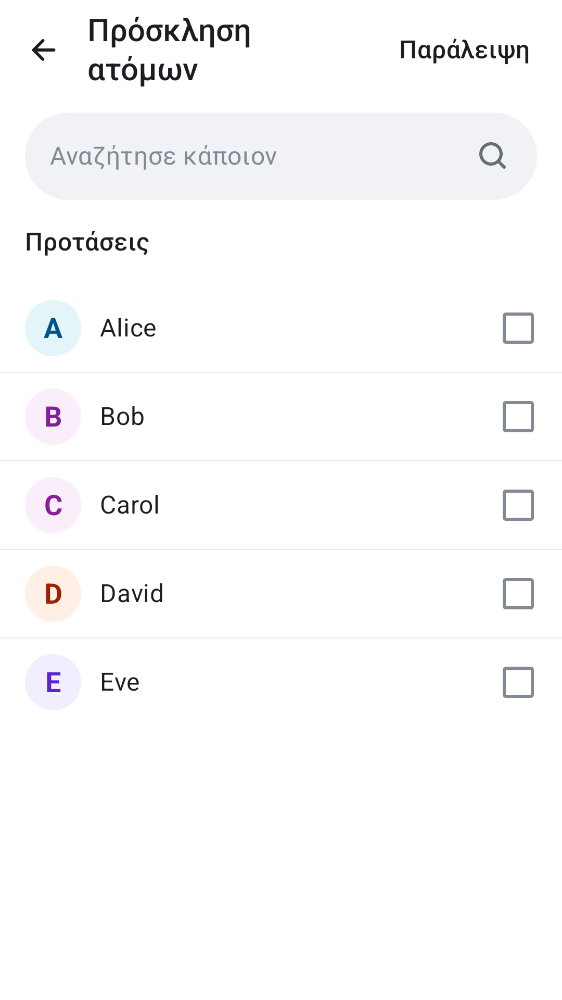 Πρόσκληση
ατόμων
Παράλειψη
Αναζήτησε κάποιον
Προτάσεις
A Alice
B Bob
C Carol
D David
E Eve